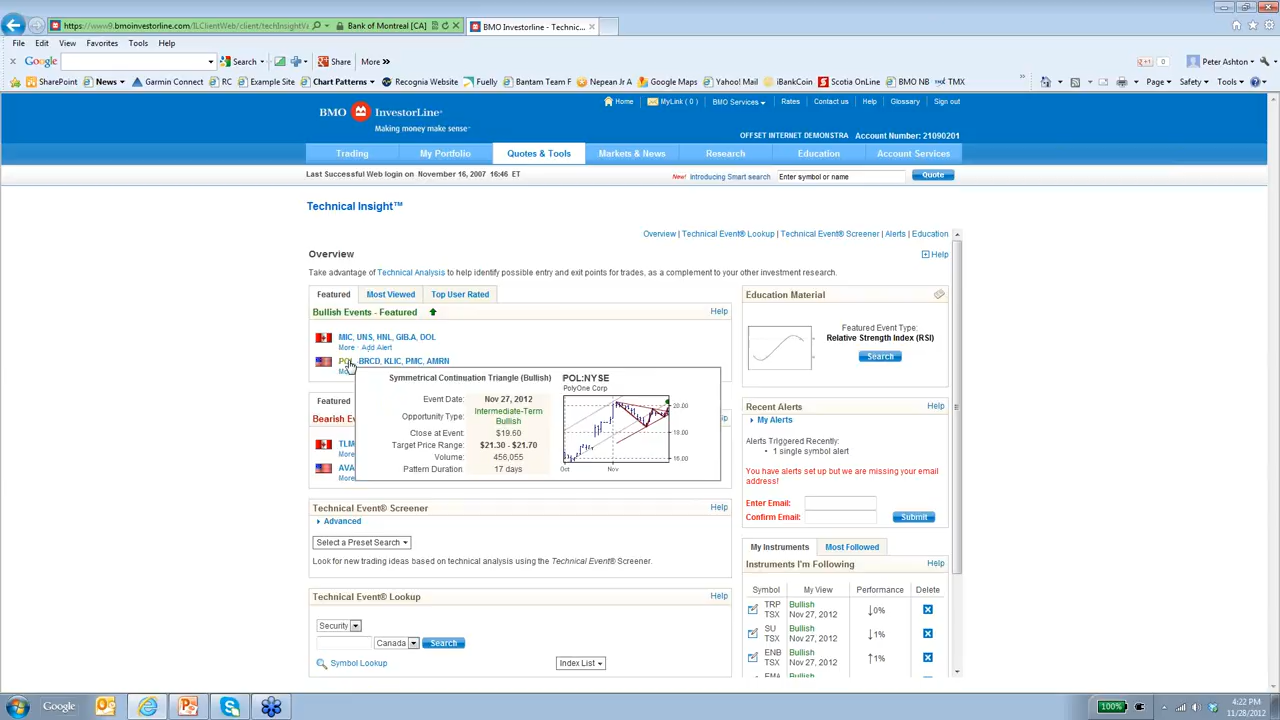 https://www9.bmoinvestorline.com/ILClientWeb/client/techInsightVi
Bank of Montreal [CA]
BMO Investorline - Technic...
File Edit View Favorites Tools Help
Google Search Share More »
+1 0
Peter Ashton
SharePoint News Garmin Connect RC Example Site Chart Patterns Recognia Website Fuelly Bantam Team F Nepean Jr A Google Maps Yahoo! Mail iBankCoin Scotia OnLine BMO NB TMX
Page Safety Tools
BMO InvestorLine
Making money make sense
Home MyLink ( 0 ) BMO Services Rates Contact us Help Glossary Sign out
OFFSET INTERNET DEMONSTRA Account Number: 21090201
Trading My Portfolio Quotes & Tools Markets & News Research Education Account Services
Last Successful Web login on November 16, 2007 16:46 ET
New! Introducing Smart search Enter symbol or name Quote
Technical Insight™
Overview | Technical Event® Lookup | Technical Event® Screener | Alerts | Education
Overview
Help
Take advantage of Technical Analysis to help identify possible entry and exit points for trades, as a complement to your other investment research.
Featured Most Viewed Top User Rated
Bullish Events - Featured
Help
MIC, UNS, HNL, GIB.A, DOL
More - Add Alert
POL, BRCD, KLIC, PMC, AMRN
Symmetrical Continuation Triangle (Bullish)
Event Date: Nov 27, 2012
Opportunity Type: Intermediate-Term Bullish
Close at Event: $19.60
Target Price Range: $21.30 - $21.70
Volume: 456,055
Pattern Duration: 17 days
POL:NYSE
PolyOne Corp
20.00
19.00
Oct Nov
Featured
Bearish Even
TLM
More
AVA
More
Technical Event® Screener
Help
Advanced
Select a Preset Search
Look for new trading ideas based on technical analysis using the Technical Event® Screener.
Technical Event® Lookup
Help
Security
Canada
Search
Symbol Lookup
Index List
Education Material
Featured Event Type:
Relative Strength Index (RSI)
Search
Recent Alerts
Help
My Alerts
Alerts Triggered Recently:
• 1 single symbol alert
You have alerts set up but we are missing your email
address!
Enter Email:
Confirm Email:
Submit
My Instruments Most Followed
Instruments I'm Following
Help
Symbol My View Performance Delete
TRP TSX Bullish Nov 27, 2012 ↓0%
SU TSX Bullish Nov 27, 2012 ↓1%
ENB TSX Bullish Nov 27, 2012 ↑1%
EMA Bullish
Google
100%
4:22 PM
11/28/2012